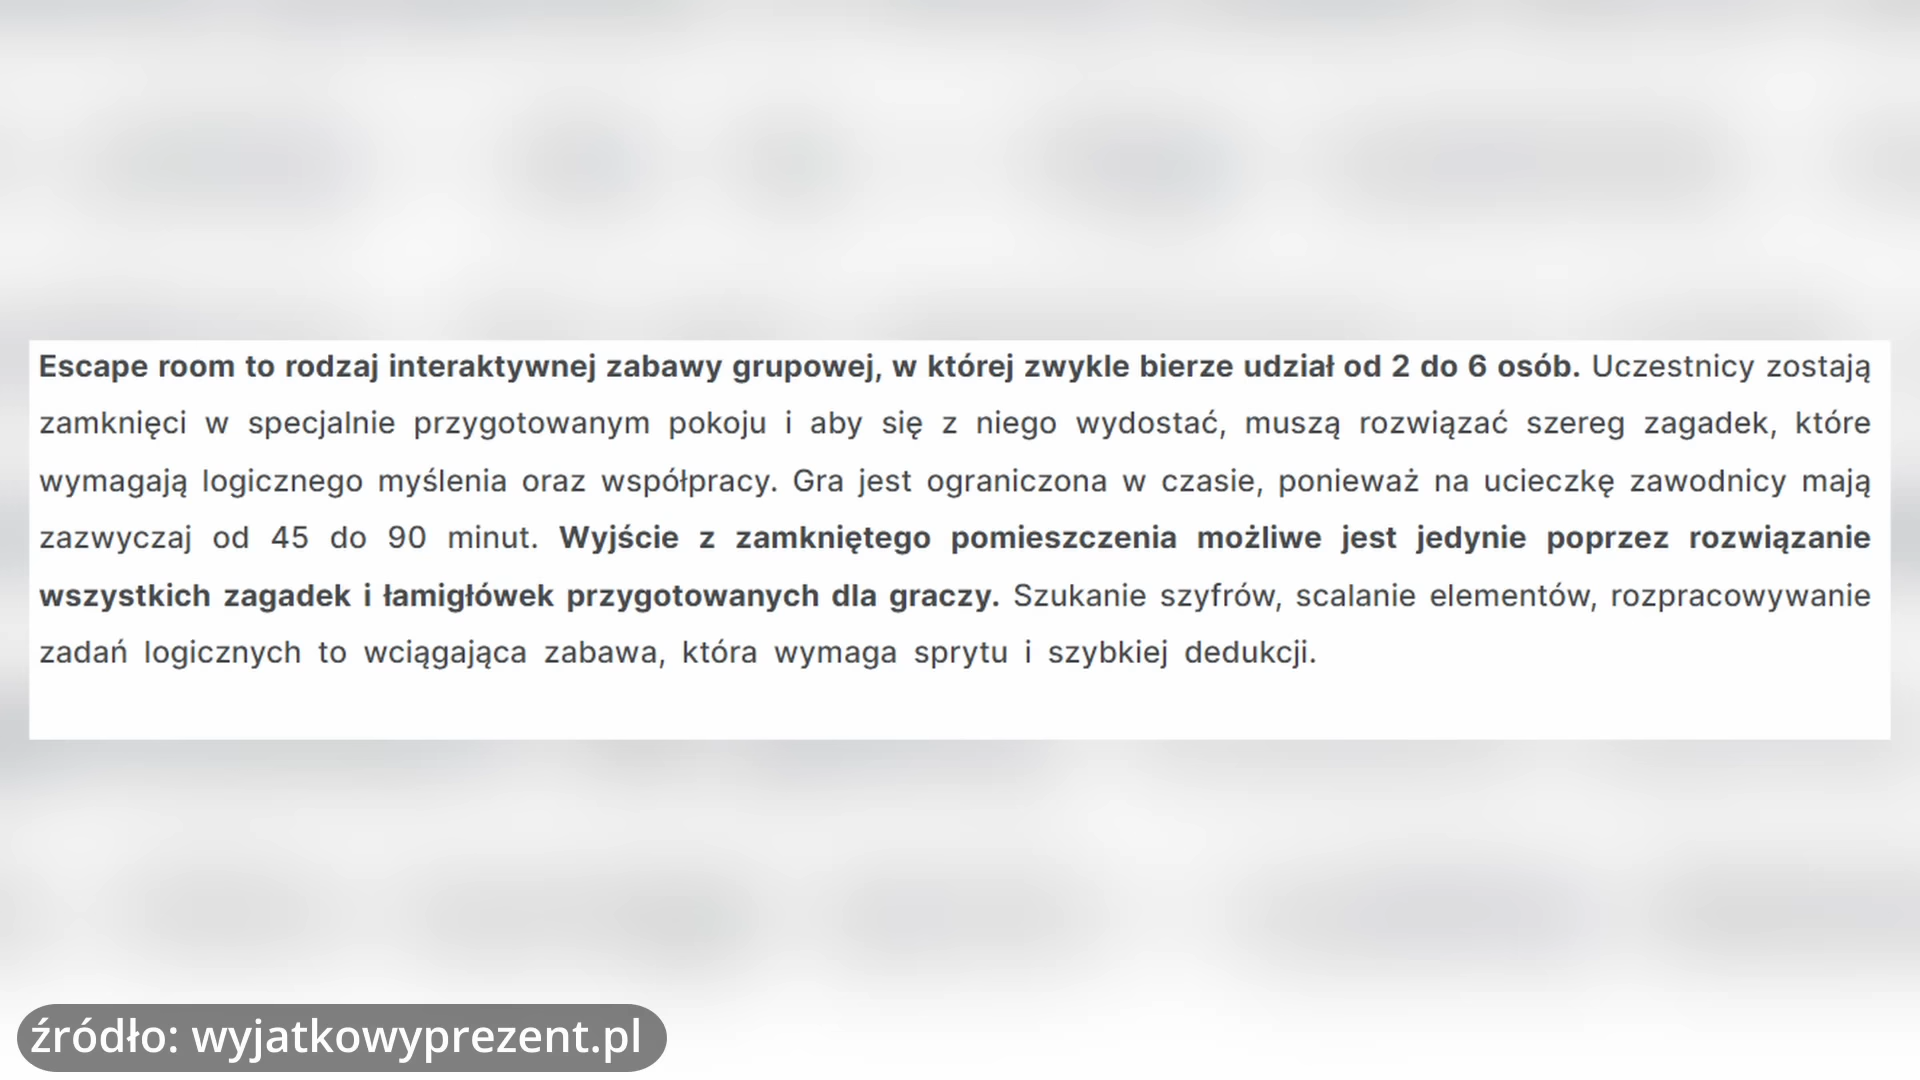 Escape room to rodzaj interaktywnej zabawy grupowej, w której zwykle bierze udział od 2 do 6 osób. Uczestnicy zostają
zamknięci w specjalnie przygotowanym pokoju i aby się z niego wydostać, muszą rozwiązać szereg zagadek, które
wymagają logicznego myślenia oraz współpracy. Gra jest ograniczona w czasie, ponieważ na ucieczkę zawodnicy mają
zazwyczaj od 45 do 90 minut. Wyjście z zamkniętego pomieszczenia możliwe jest jedynie poprzez rozwiązanie
wszystkich zagadek i łamigłówek przygotowanych dla graczy. Szukanie szyfrów, scalanie elementów, rozpracowywanie
zadań logicznych to wciągająca zabawa, która wymaga sprytu i szybkiej dedukcji.
źródło: wyjatkowyprezent.pl